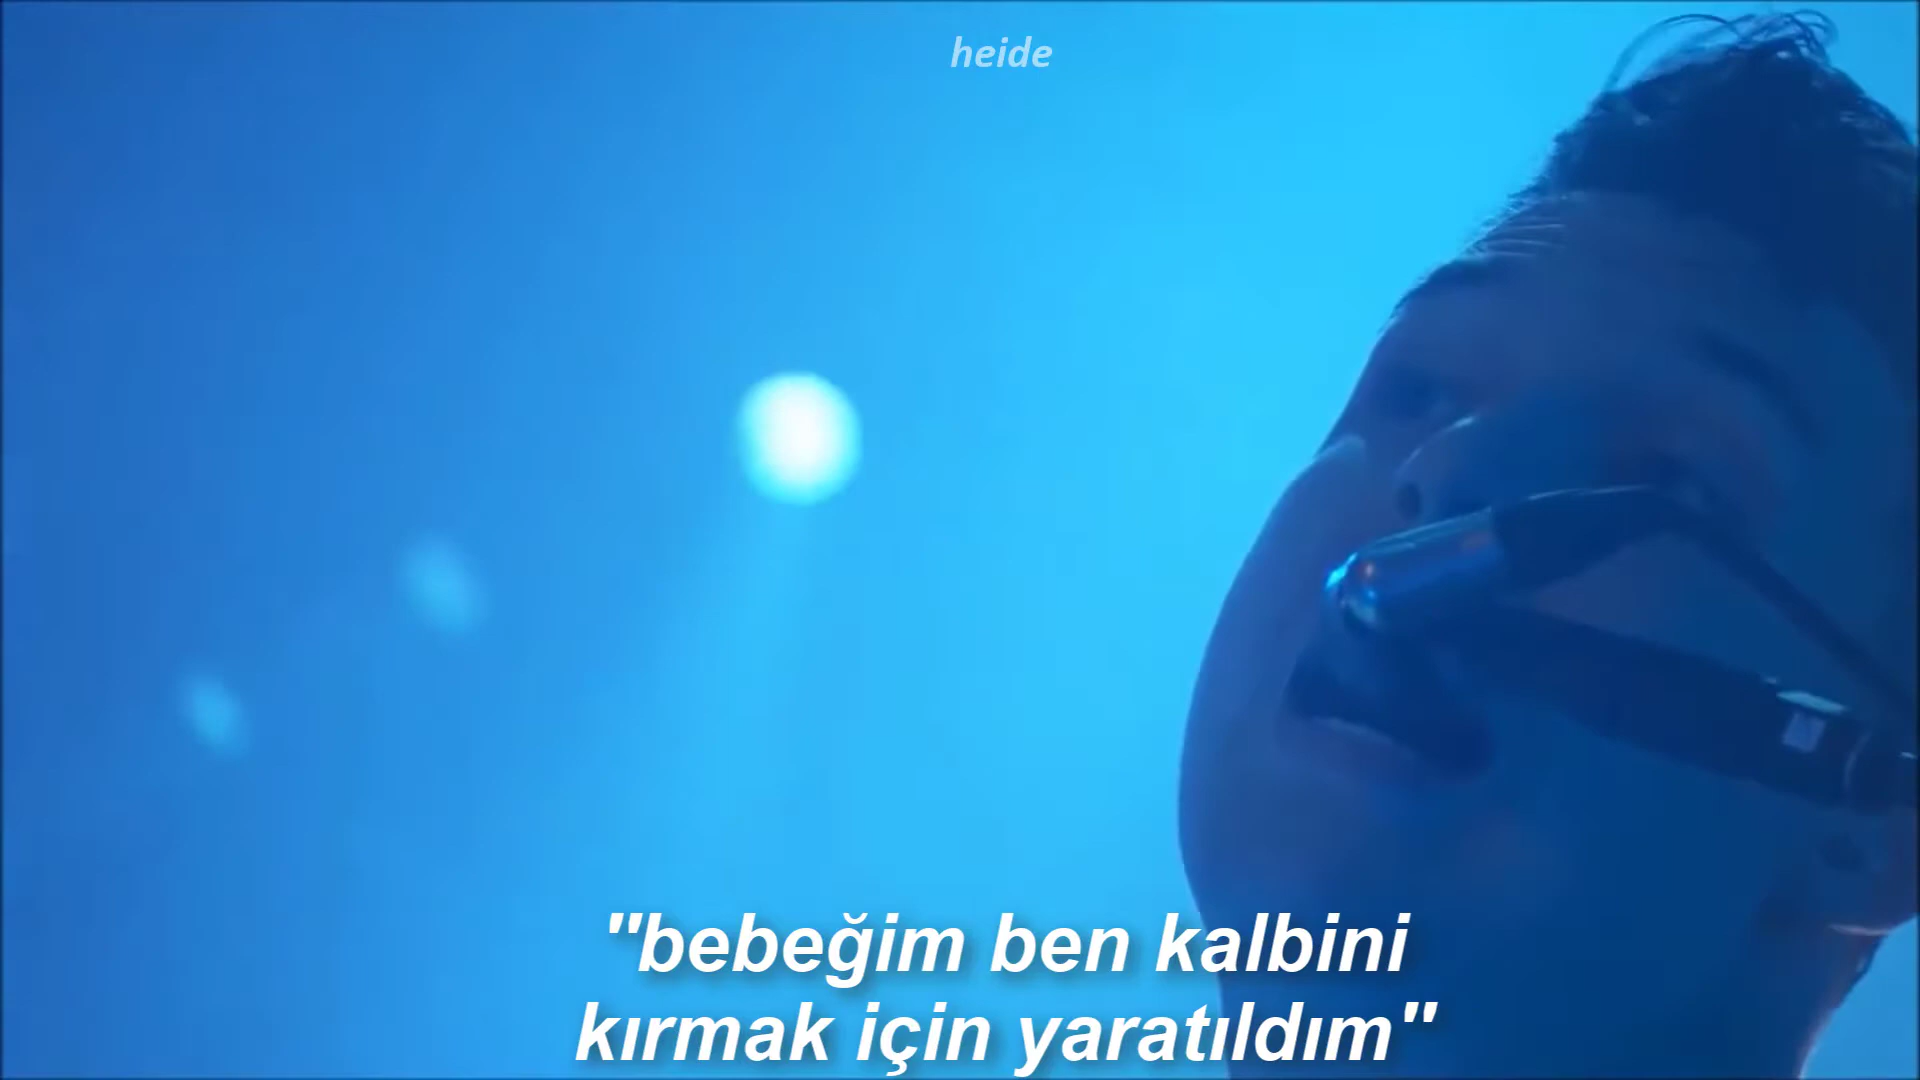 heide
"bebeğim ben kalbini
kırmak için yaratıldım"